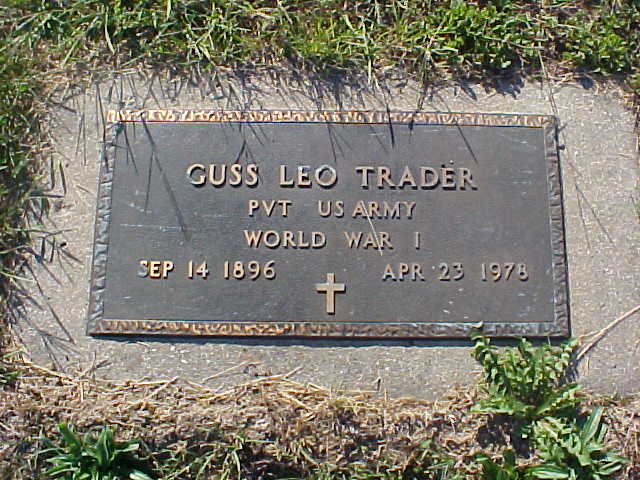 GUSS LEO TRADER
PVT US ARMY
WORLD WAR I
SEP 14 1896 APR 23 1978